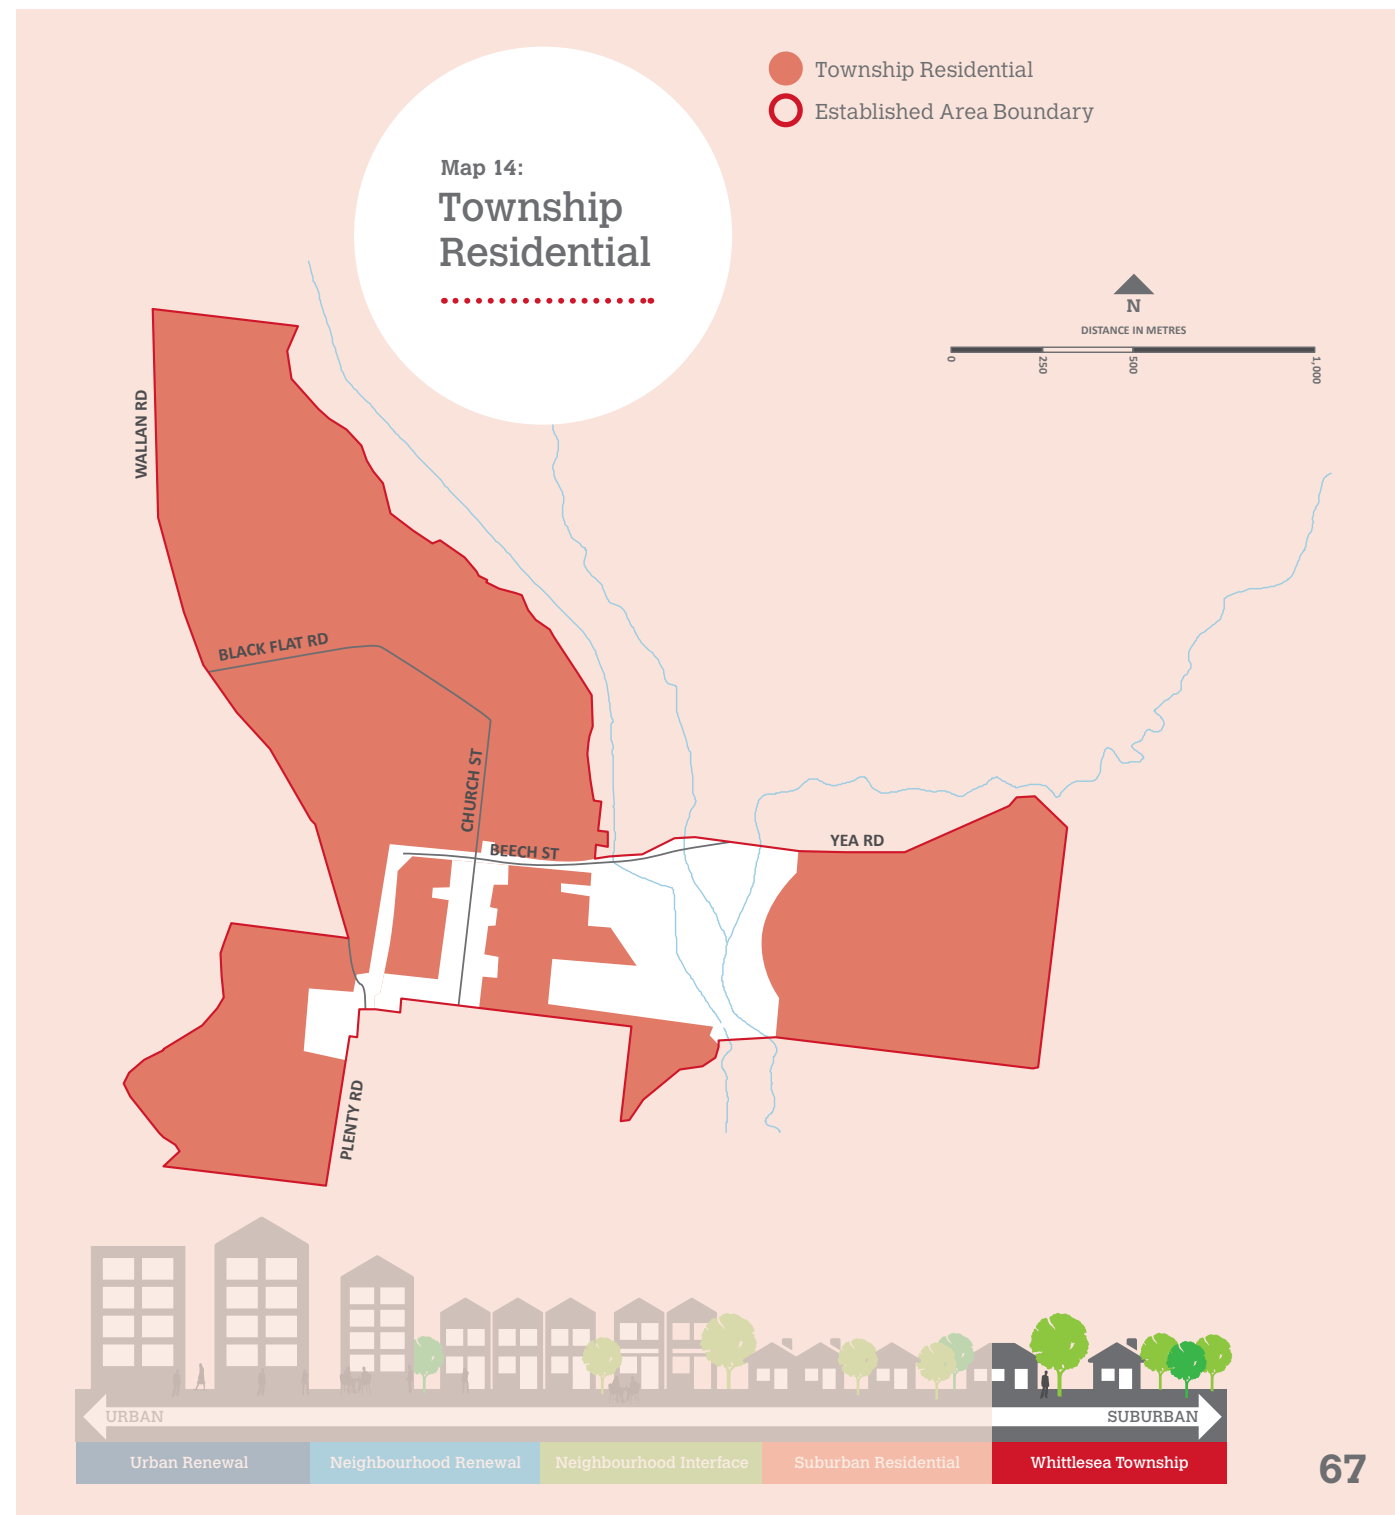 Township Residential
Established Area Boundary
Map 14:
Township
Residential
N
DISTANCE IN METRES
0
250
500
1,000
WALLAN RD
BLACK FLAT RD
CHURCH ST
BEECH ST
YEA RD
PLENTY RD
URBAN
SUBURBAN
Urban Renewal
Neighbourhood Renewal
Neighbourhood Interface
Suburban Residential
Whittlesea Township
67